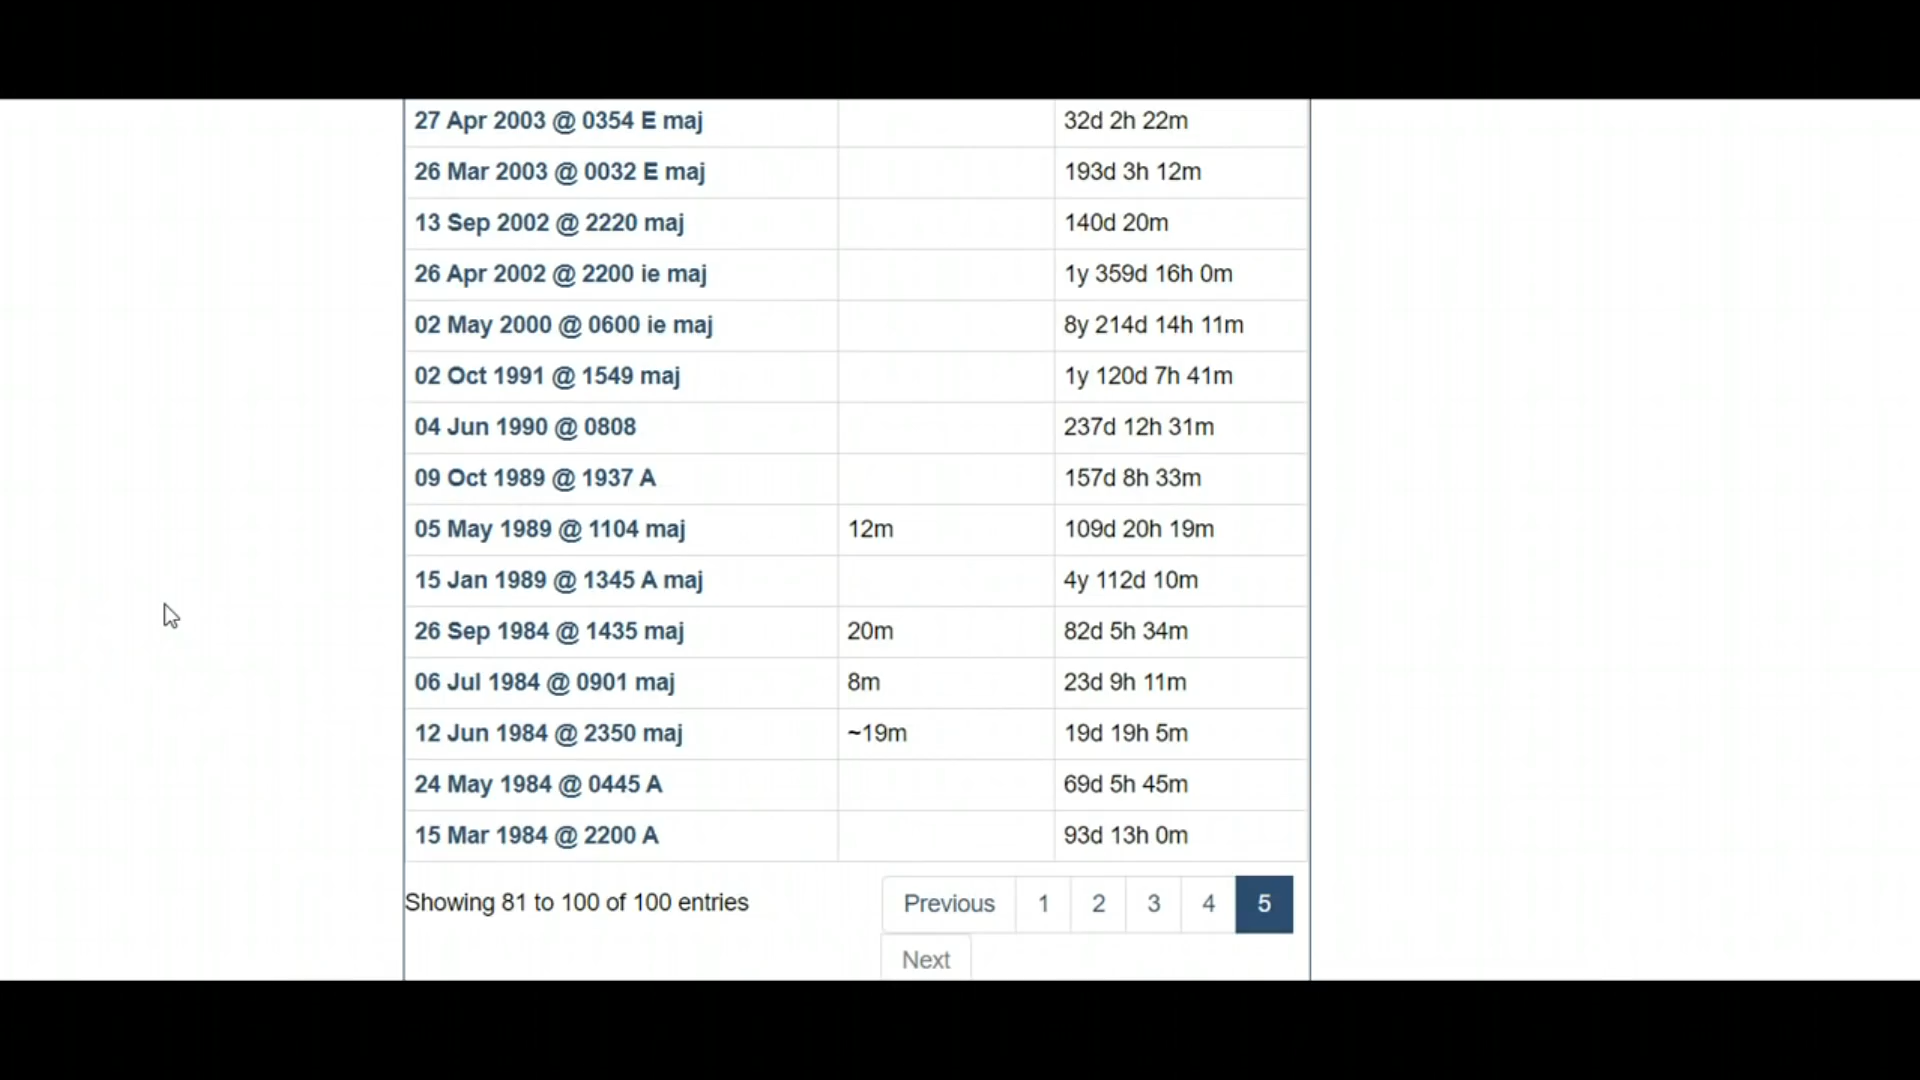 27 Apr 2003 @ 0354 E maj 32d 2h 22m
26 Mar 2003 @ 0032 E maj 193d 3h 12m
13 Sep 2002 @ 2220 maj 140d 20m
26 Apr 2002 @ 2200 ie maj 1y 359d 16h 0m
02 May 2000 @ 0600 ie maj 8y 214d 14h 11m
02 Oct 1991 @ 1549 maj 1y 120d 7h 41m
04 Jun 1990 @ 0808 237d 12h 31m
09 Oct 1989 @ 1937 A 157d 8h 33m
05 May 1989 @ 1104 maj 12m 109d 20h 19m
15 Jan 1989 @ 1345 A maj 4y 112d 10m
26 Sep 1984 @ 1435 maj 20m 82d 5h 34m
06 Jul 1984 @ 0901 maj 8m 23d 9h 11m
12 Jun 1984 @ 2350 maj ~19m 19d 19h 5m
24 May 1984 @ 0445 A 69d 5h 45m
15 Mar 1984 @ 2200 A 93d 13h 0m
Showing 81 to 100 of 100 entries Previous 1 2 3 4 5
Next